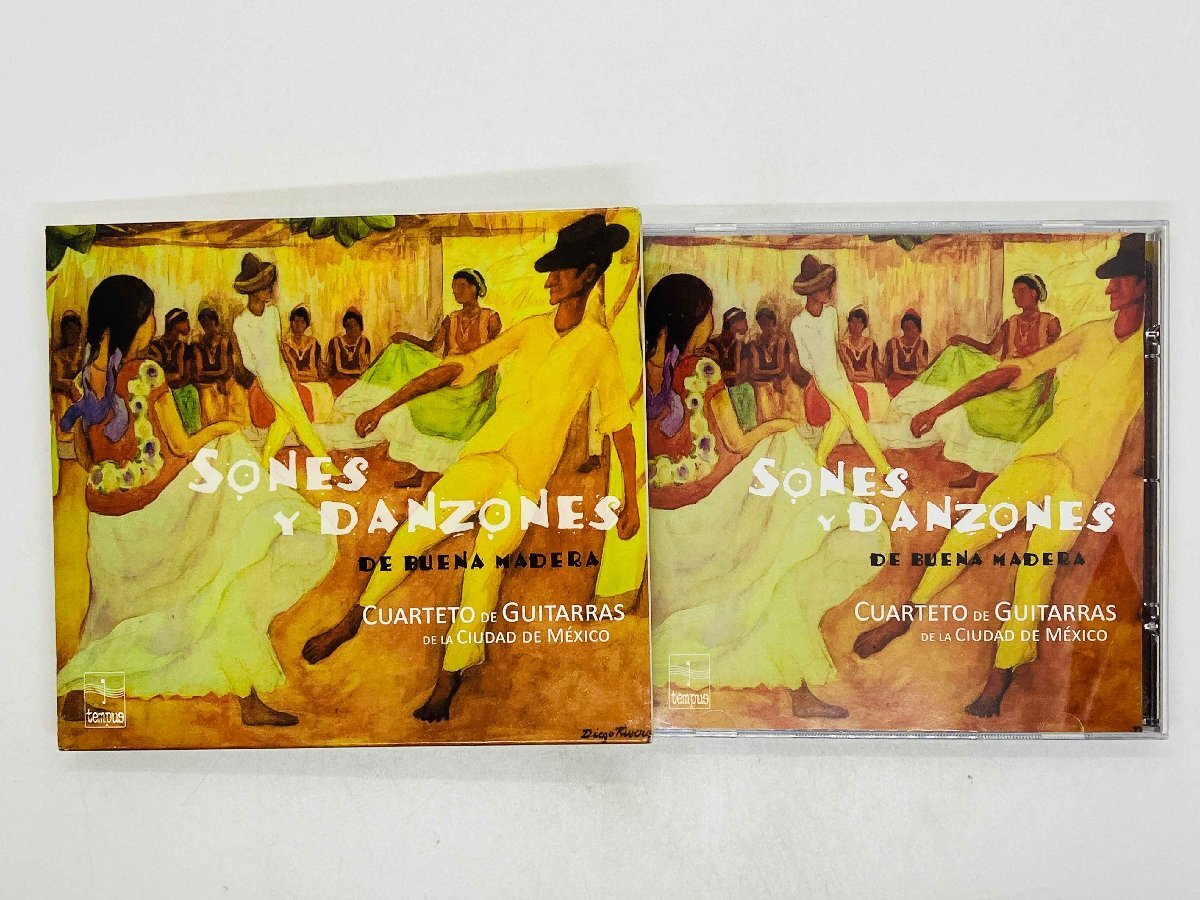 SONES
Y DANZONES
DE BUENA MADERA
CUARTETO DE GUITARRAS
DE LA CIUDAD DE MÉXICO
tempus
Diego Rivera
SONES
Y DANZONES
DE BUENA MADERA
CUARTETO DE GUITARRAS
DE LA CIUDAD DE MÉXICO
tempus